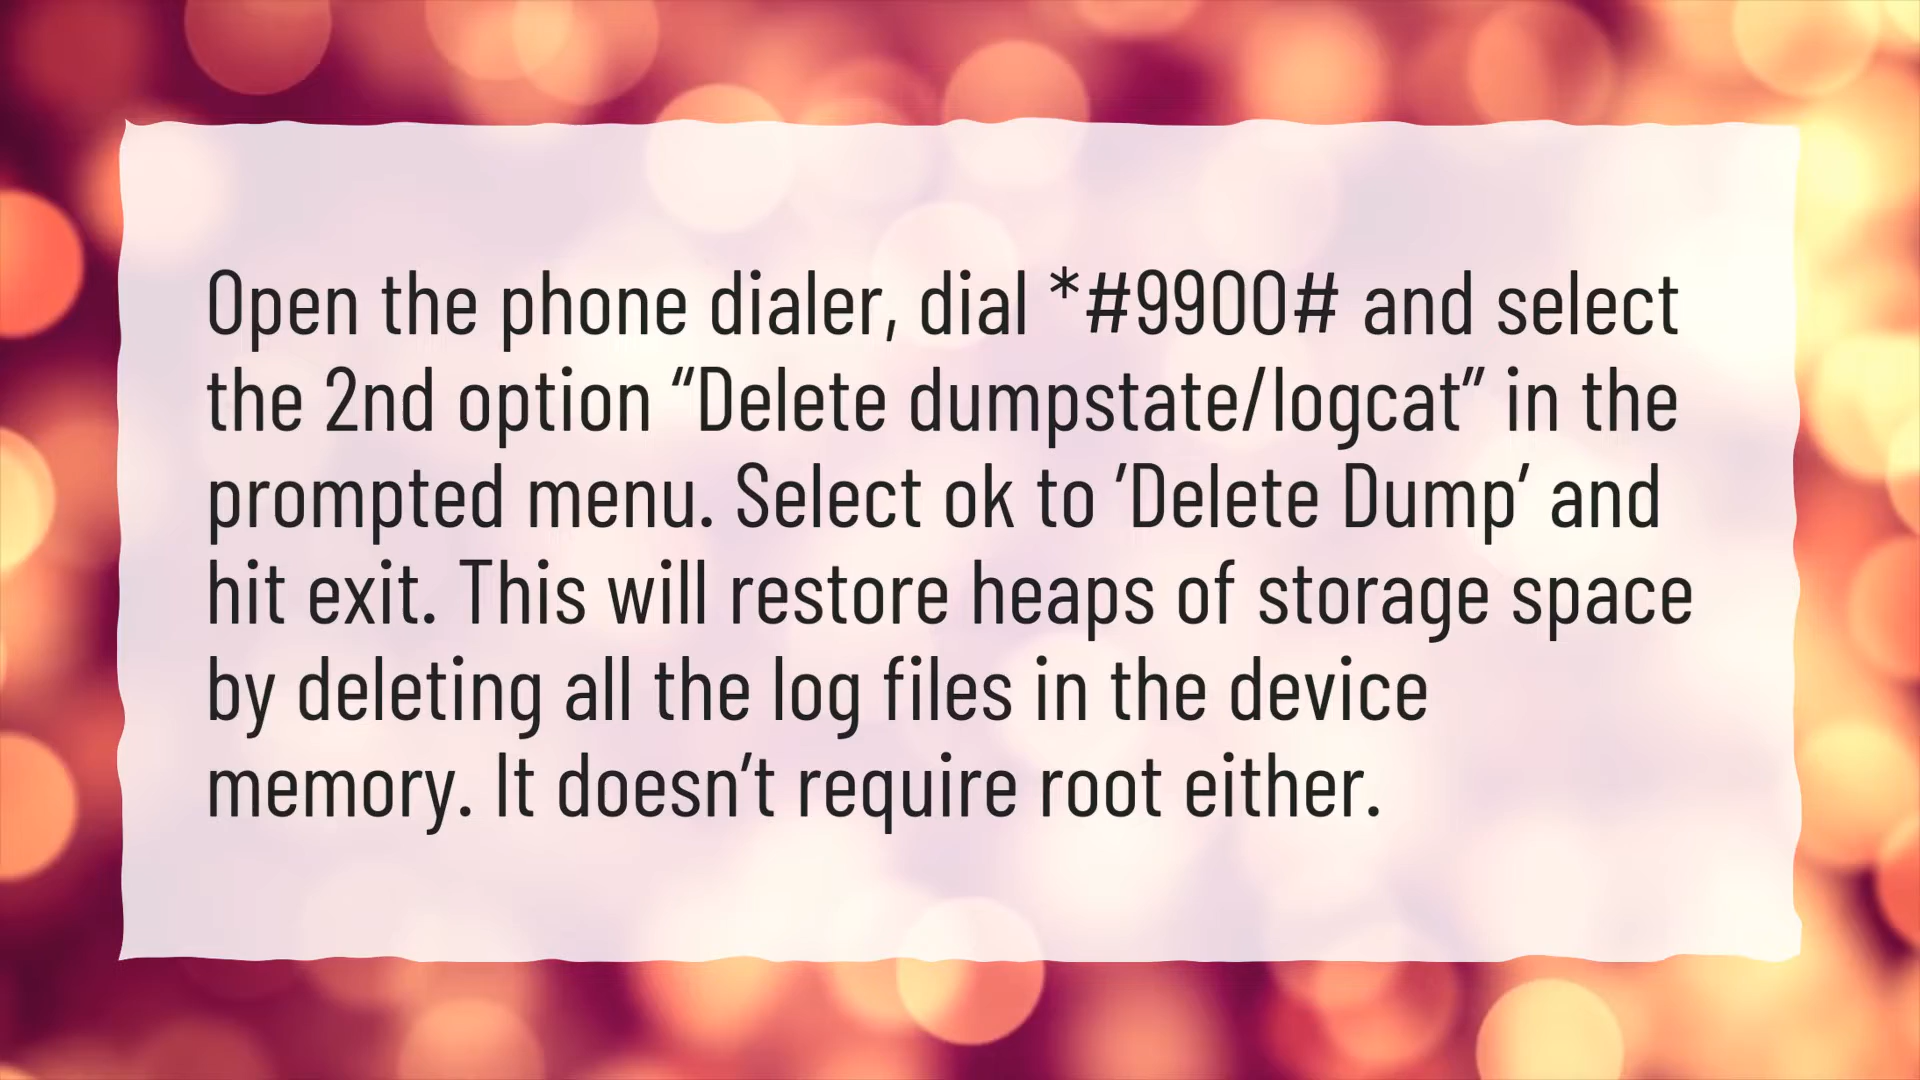 Open the phone dialer, dial *#9900# and select
the 2nd option “Delete dumpstate/logcat” in the
prompted menu. Select ok to ‘Delete Dump’ and
hit exit. This will restore heaps of storage space
by deleting all the log files in the device
memory. It doesn’t require root either.